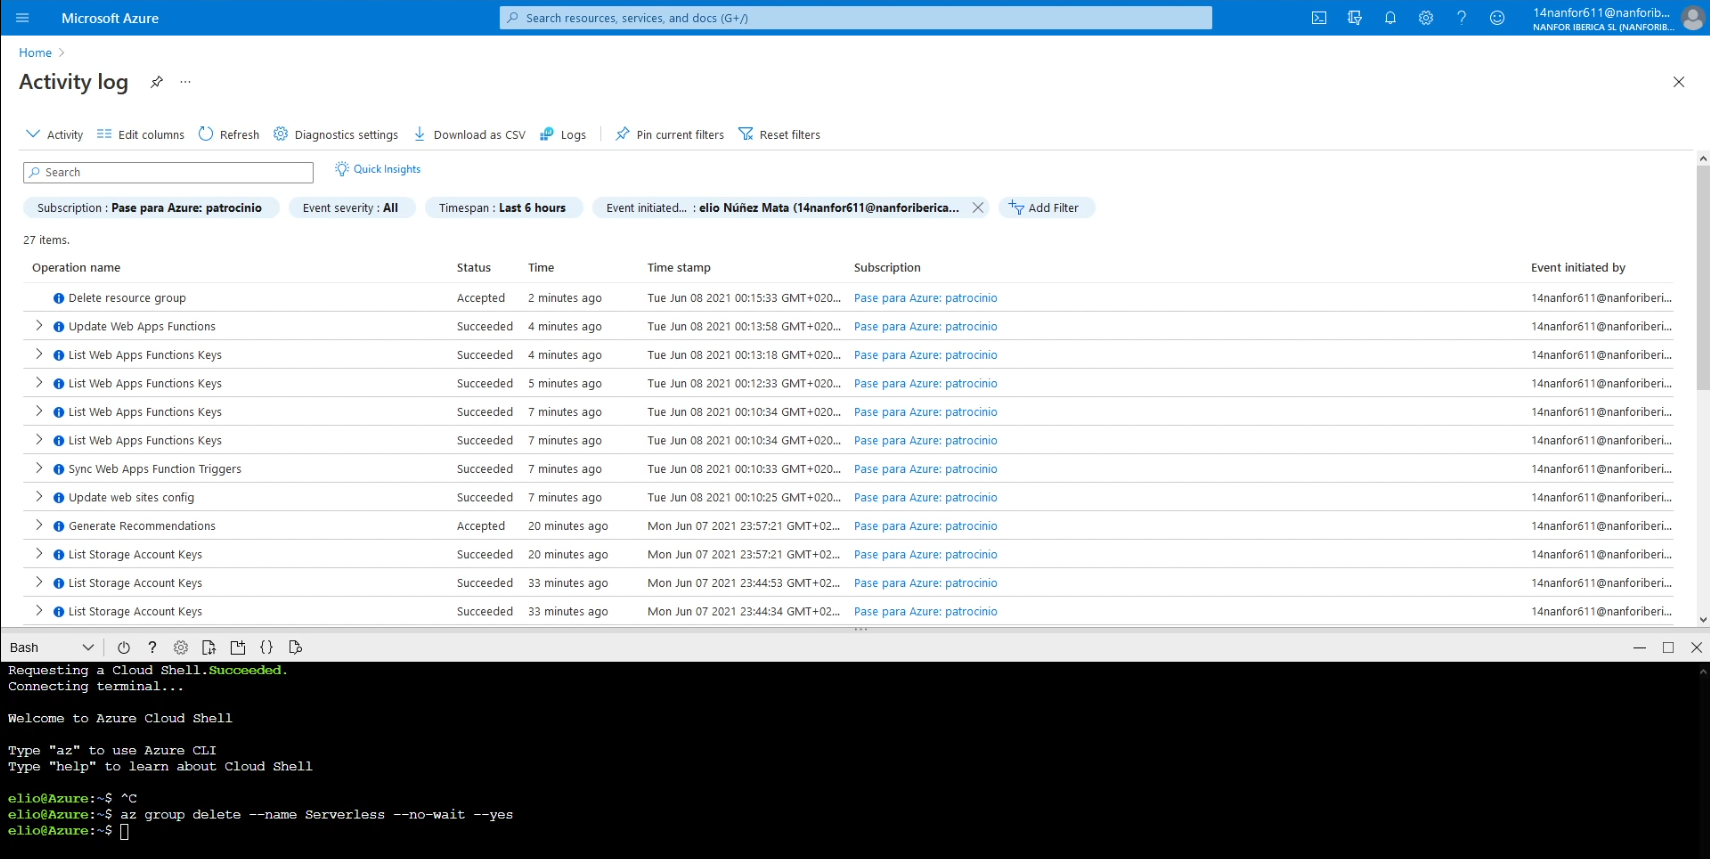 Microsoft Azure
Search resources, services, and docs (G+/)
14nanfor611@nanforib...
NANFOR IBERICA SL (NANFORIB...
Home
Activity log
Activity Edit columns Refresh Diagnostics settings Download as CSV Logs Pin current filters Reset filters
Search
Quick Insights
Subscription : Pase para Azure: patrocinio Event severity : All Timespan : Last 6 hours Event initiated... : elio Núñez Mata (14nanfor611@nanforiberica... Add Filter
27 items.
Operation name Status Time Time stamp Subscription Event initiated by
Delete resource group Accepted 2 minutes ago Tue Jun 08 2021 00:15:33 GMT+020... Pase para Azure: patrocinio 14nanfor611@nanforiberi...
Update Web Apps Functions Succeeded 4 minutes ago Tue Jun 08 2021 00:13:58 GMT+020... Pase para Azure: patrocinio 14nanfor611@nanforiberi...
List Web Apps Functions Keys Succeeded 4 minutes ago Tue Jun 08 2021 00:13:18 GMT+020... Pase para Azure: patrocinio 14nanfor611@nanforiberi...
List Web Apps Functions Keys Succeeded 5 minutes ago Tue Jun 08 2021 00:12:33 GMT+020... Pase para Azure: patrocinio 14nanfor611@nanforiberi...
List Web Apps Functions Keys Succeeded 7 minutes ago Tue Jun 08 2021 00:10:34 GMT+020... Pase para Azure: patrocinio 14nanfor611@nanforiberi...
List Web Apps Functions Keys Succeeded 7 minutes ago Tue Jun 08 2021 00:10:34 GMT+020... Pase para Azure: patrocinio 14nanfor611@nanforiberi...
Sync Web Apps Function Triggers Succeeded 7 minutes ago Tue Jun 08 2021 00:10:33 GMT+020... Pase para Azure: patrocinio 14nanfor611@nanforiberi...
Update web sites config Succeeded 7 minutes ago Tue Jun 08 2021 00:10:25 GMT+020... Pase para Azure: patrocinio 14nanfor611@nanforiberi...
Generate Recommendations Accepted 20 minutes ago Mon Jun 07 2021 23:57:21 GMT+02... Pase para Azure: patrocinio 14nanfor611@nanforiberi...
List Storage Account Keys Succeeded 20 minutes ago Mon Jun 07 2021 23:57:21 GMT+02... Pase para Azure: patrocinio 14nanfor611@nanforiberi...
List Storage Account Keys Succeeded 33 minutes ago Mon Jun 07 2021 23:44:53 GMT+02... Pase para Azure: patrocinio 14nanfor611@nanforiberi...
List Storage Account Keys Succeeded 33 minutes ago Mon Jun 07 2021 23:44:34 GMT+02... Pase para Azure: patrocinio 14nanfor611@nanforiberi...
Bash
Requesting a Cloud Shell.Succeeded.
Connecting terminal...
Welcome to Azure Cloud Shell
Type "az" to use Azure CLI
Type "help" to learn about Cloud Shell
elio@Azure:~$ ^C
elio@Azure:~$ az group delete --name Serverless --no-wait --yes
elio@Azure:~$